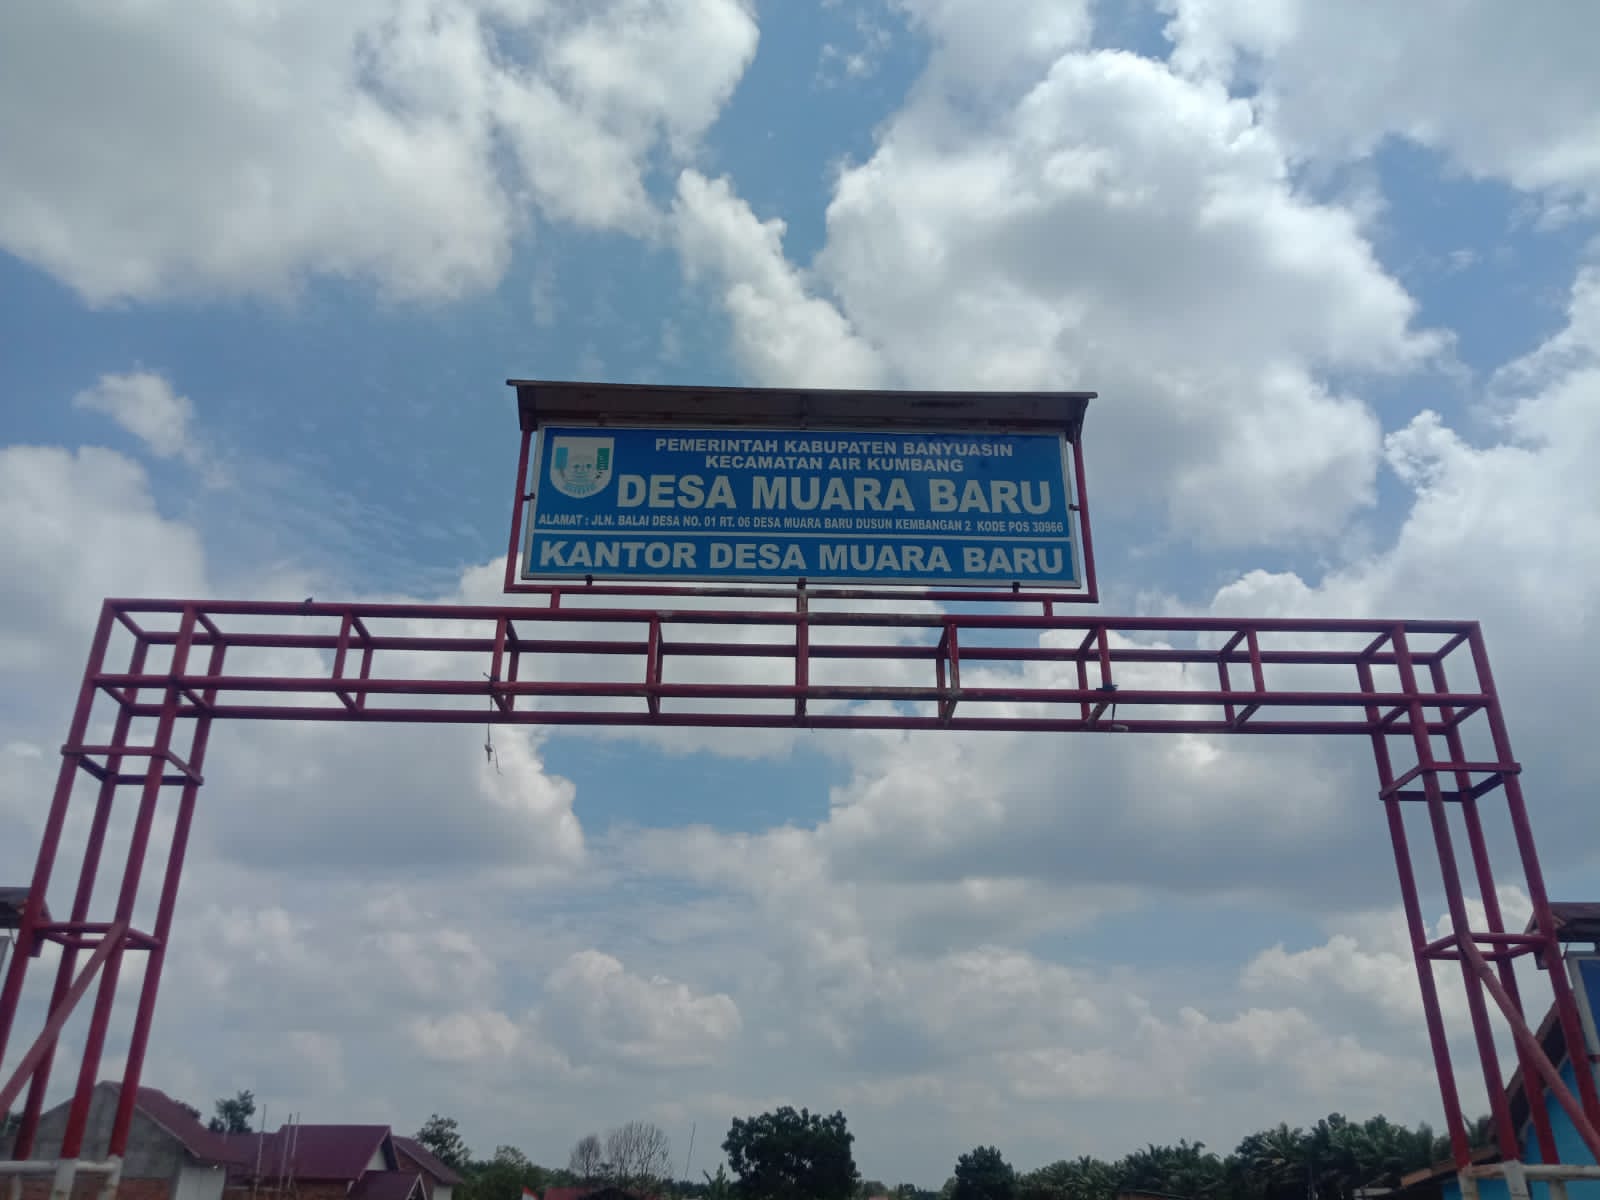 PEMERINTAH KABUPATEN BANYUASIN
KECAMATAN AIR KUMBANG
DESA MUARA BARU
ALAMAT : JLN. BALAI DESA NO. 01 RT. 06 DESA MUARA BARU DUSUN KEMBANGAN 2 KODE POS 30966
KANTOR DESA MUARA BARU